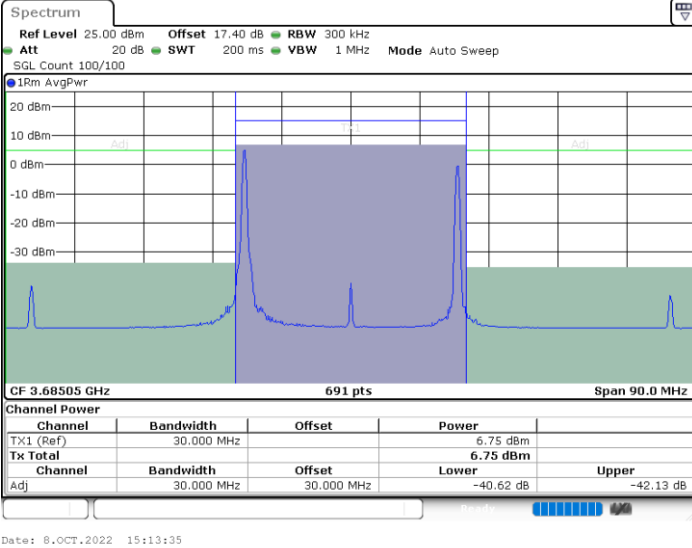 Spectrum
Ref Level 25.00 dBm Offset 17.40 dB RBW 300 kHz
Att 20 dB SWT 200 ms VBW 1 MHz Mode Auto Sweep
SGL Count 100/100
1Rm AvgPwr
20 dBm
TX1
10 dBm
Adj Adj
0 dBm
-10 dBm
-20 dBm
-30 dBm
CF 3.68505 GHz 691 pts Span 90.0 MHz
Channel Power
Channel Bandwidth Offset Power
TX1 (Ref) 30.000 MHz 6.75 dBm
Tx Total 6.75 dBm
Channel Bandwidth Offset Lower Upper
Adj 30.000 MHz 30.000 MHz -40.62 dB -42.13 dB
Ready
Date: 8.OCT.2022 15:13:35